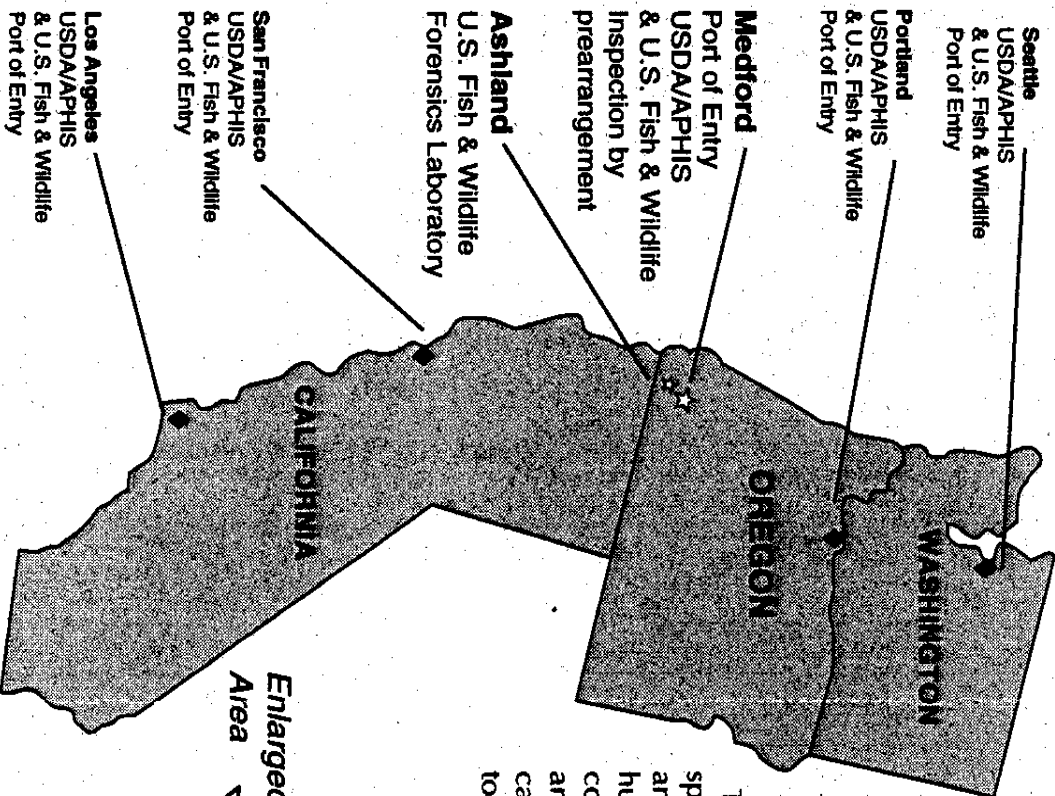 Seattle
USDA/APHIS
& U.S. Fish & Wildlife
Port of Entry
Portland
USDA/APHIS
& U.S. Fish & Wildlife
Port of Entry
Medford
Port of Entry
USDA/APHIS
& U.S. Fish & Wildlife
Inspection by
prearrangement
Ashland
U.S. Fish & Wildlife
Forensics Laboratory
San Francisco
USDA/APHIS
& U.S. Fish & Wildlife
Port of Entry
Los Angeles
USDA/APHIS
& U.S. Fish & Wildlife
Port of Entry
WASHINGTON
OREGON
CALIFORNIA
Enlarged
Area